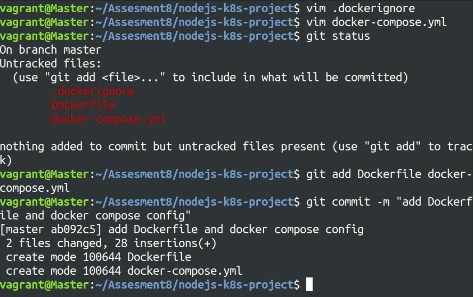 vagrant@Master:~/Assesment8/nodejs-k8s-project$ vim .dockerignore
vagrant@Master:~/Assesment8/nodejs-k8s-project$ vim docker-compose.yml
vagrant@Master:~/Assesment8/nodejs-k8s-project$ git status
On branch master
Untracked files:
  (use "git add <file>..." to include in what will be committed)
        .dockerignore
        Dockerfile
        docker-compose.yml

nothing added to commit but untracked files present (use "git add" to trac
k)
vagrant@Master:~/Assesment8/nodejs-k8s-project$ git add Dockerfile docker-
compose.yml
vagrant@Master:~/Assesment8/nodejs-k8s-project$ git commit -m "add Dockerf
ile and docker compose config"
[master ab092c5] add Dockerfile and docker compose config
 2 files changed, 28 insertions(+)
 create mode 100644 Dockerfile
 create mode 100644 docker-compose.yml
vagrant@Master:~/Assesment8/nodejs-k8s-project$